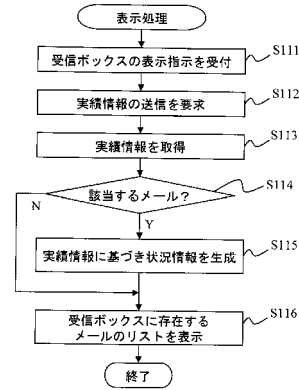 表示処理
受信ボックスの表示指示を受付
S111
実績情報の送信を要求
S112
実績情報を取得
S113
該当するメール?
S114
N
Y
実績情報に基づき状況情報を生成
S115
受信ボックスに存在する
メールのリストを表示
S116
終了